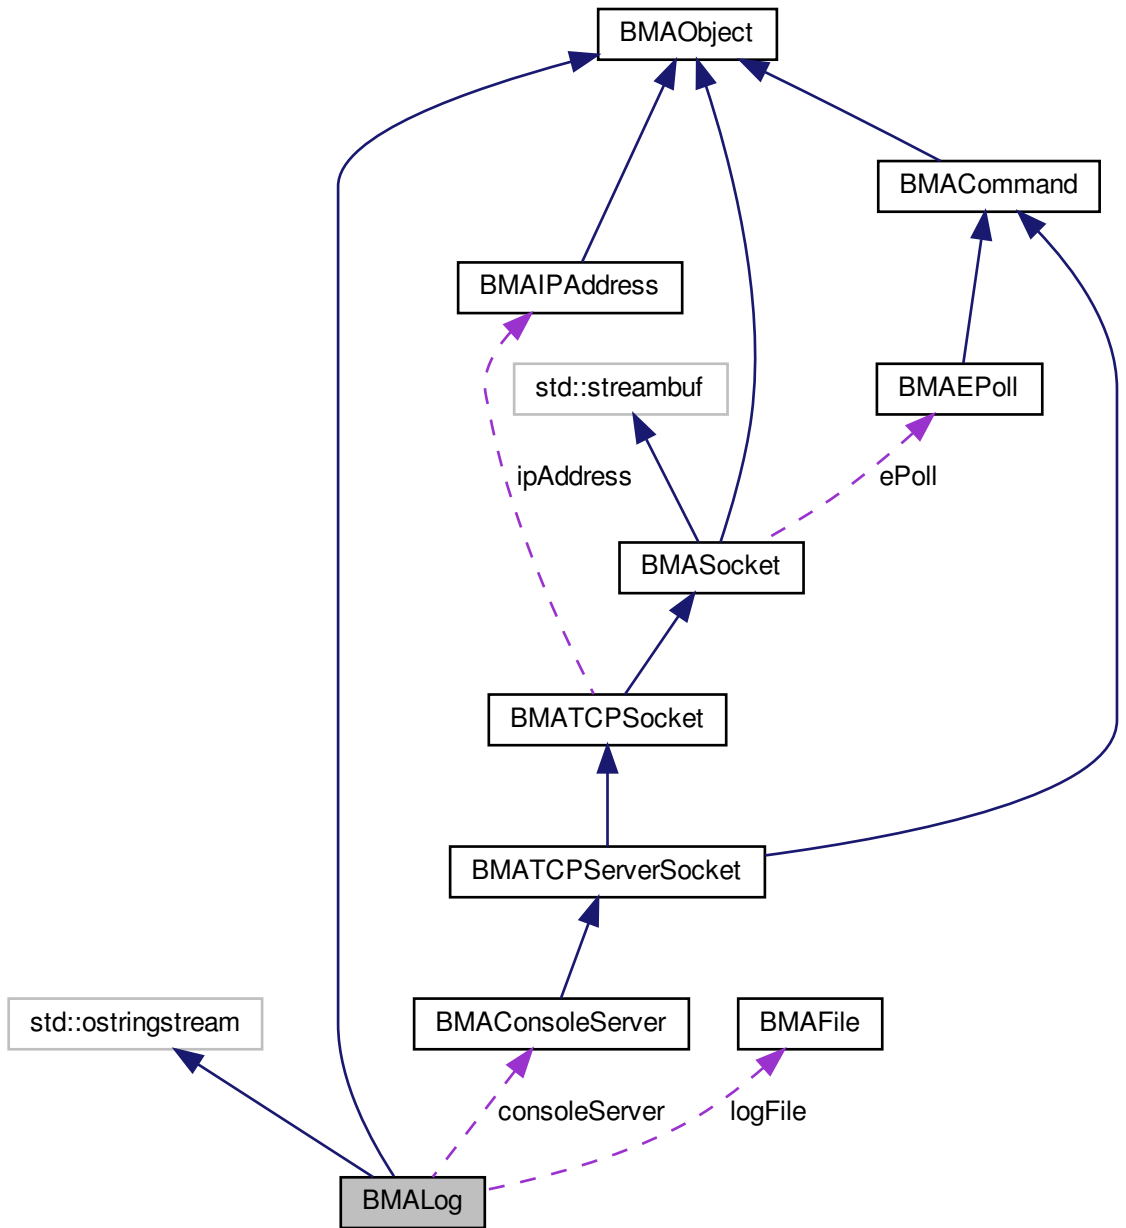 BMAObject
BMACommand
BMAIPAddress
std::streambuf
BMAEPoll
ipAddress
ePoll
BMASocket
BMATCPSocket
BMATCPServerSocket
std::ostringstream
BMAConsoleServer
BMAFile
consoleServer
logFile
BMALog